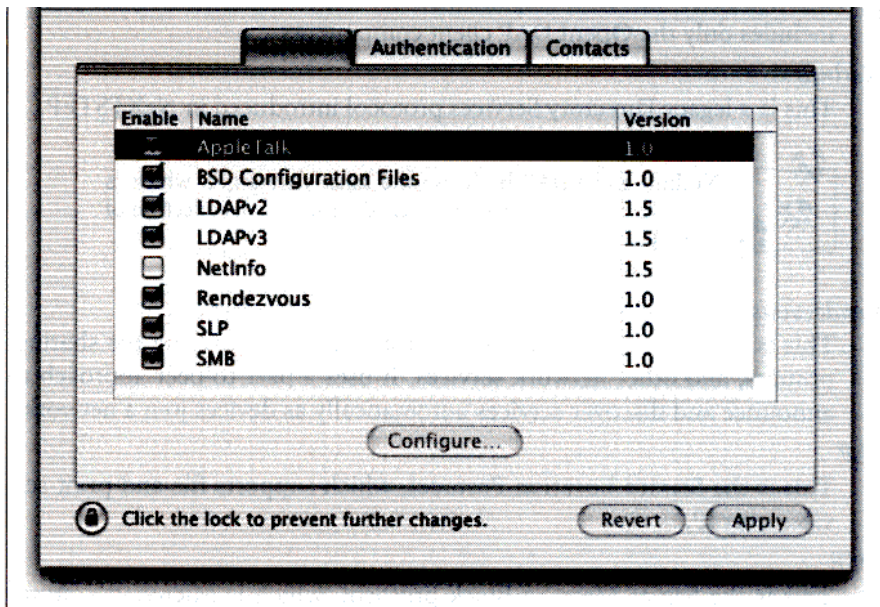 Authentication Contacts
Enable Name Version
AppleTalk 1.0
BSD Configuration Files 1.0
LDAPv2 1.5
LDAPv3 1.5
NetInfo 1.5
Rendezvous 1.0
SLP 1.0
SMB 1.0
Configure...
Click the lock to prevent further changes. Revert Apply